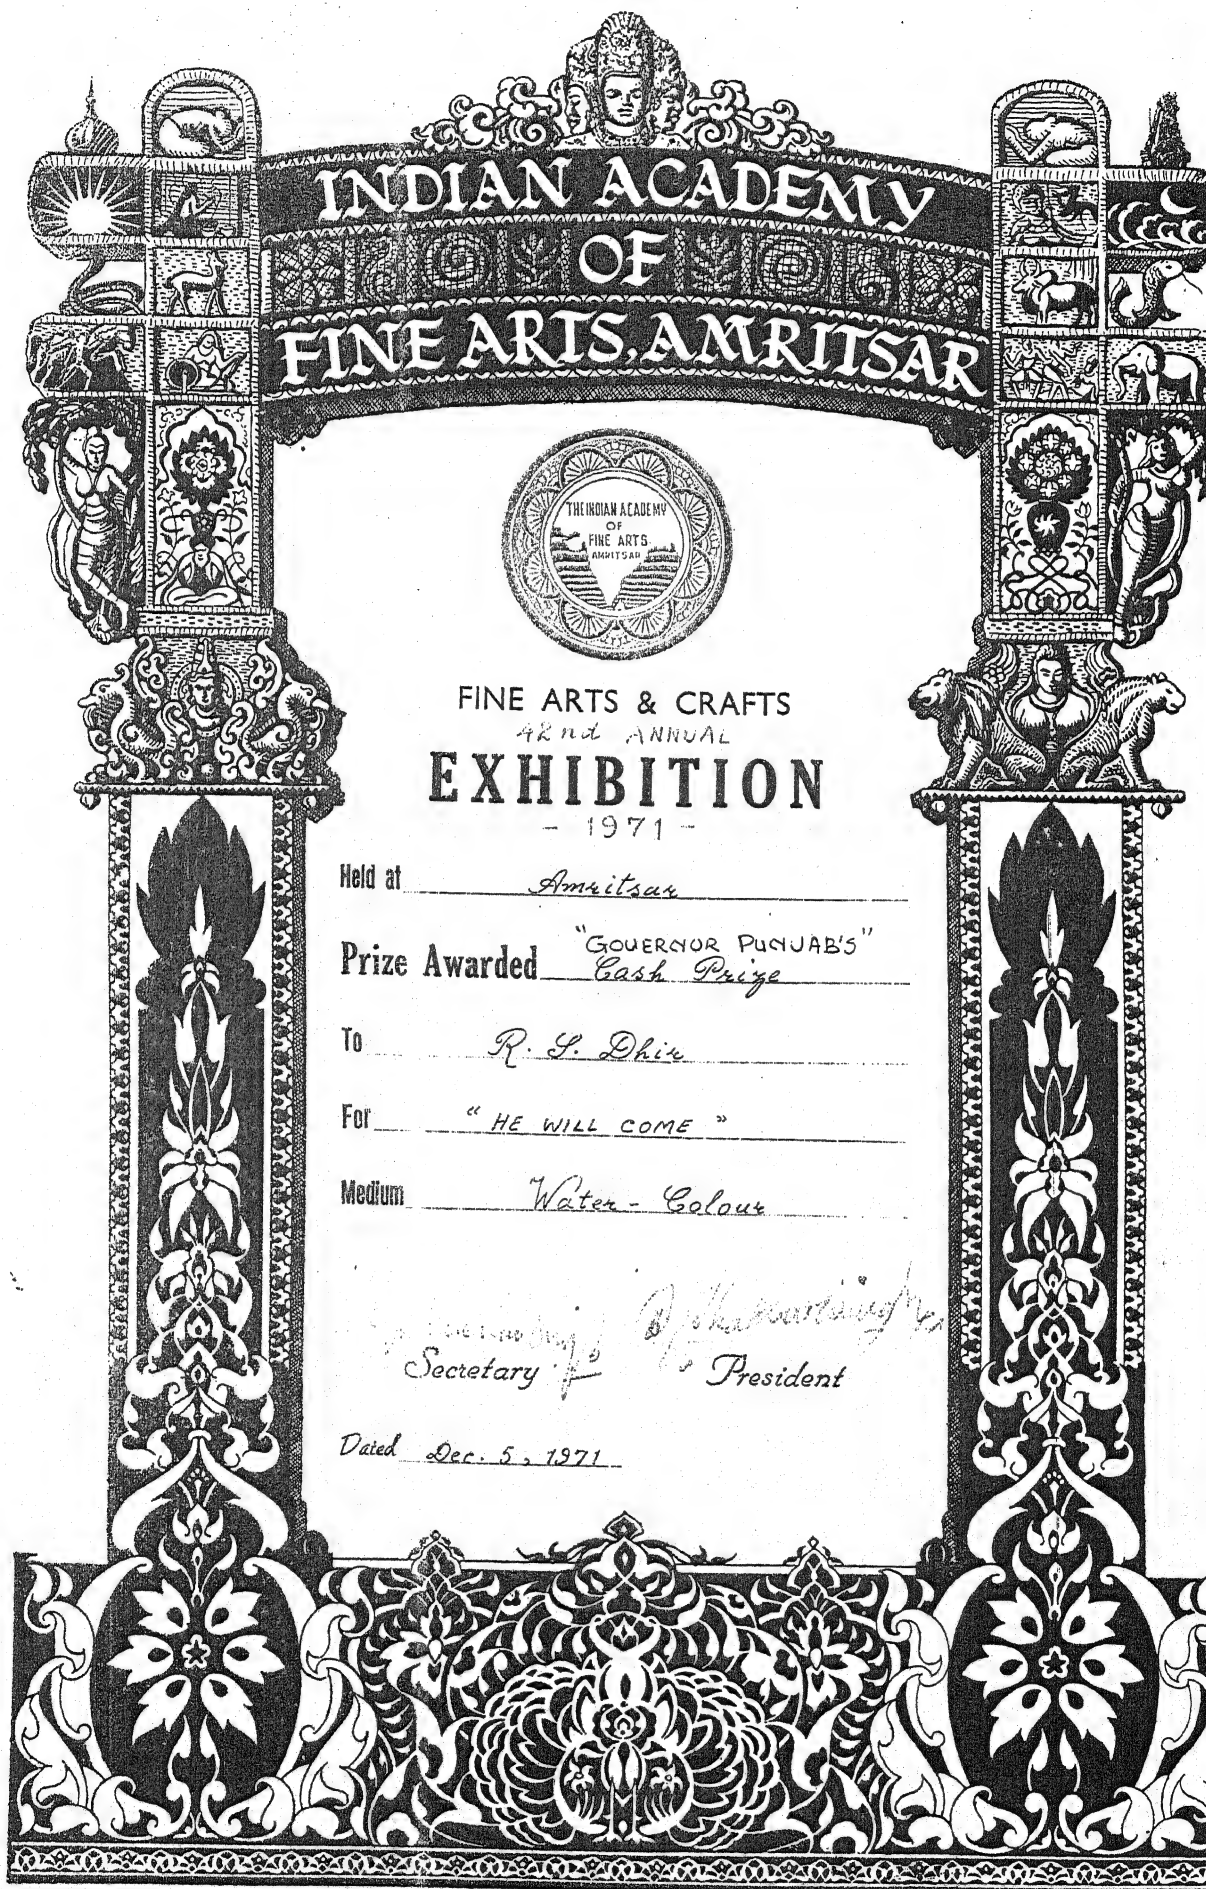 INDIAN ACADEMY
OF
FINE ARTS, AMRITSAR
THE INDIAN ACADEMY
OF
FINE ARTS
AMRITSAR
FINE ARTS & CRAFTS
42nd ANNUAL
EXHIBITION
- 1971 -
Held at Amritsar
Prize Awarded "GOVERNOR PUNJAB'S"
Cash Prize
To R. S. Dhir
For "HE WILL COME"
Medium Water-Colour
Secretary President
Dated Dec. 5, 1971